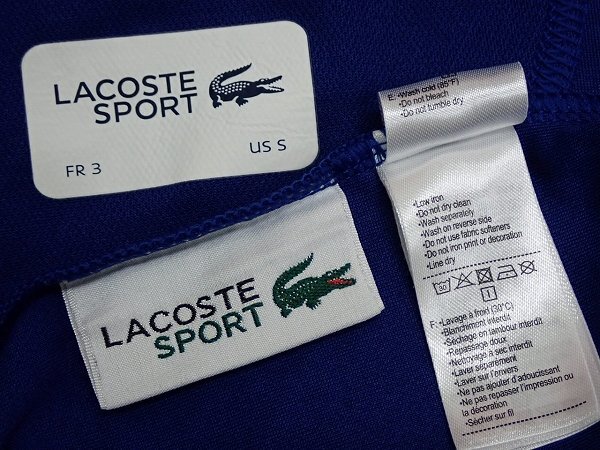 LACOSTE
SPORT
FR 3
US S
LACOSTE
SPORT
E: •Wash cold (85°F)
•Do not bleach
•Do not tumble dry
•Low iron
•Do not dry clean
•Wash separately
•Wash on reverse side
•Do not use fabric softeners
•Do not iron print or decoration
•Line dry
30
F: •Lavage à froid (30°C)
•Blanchiment interdit
•Séchage en tambour interdit
•Repassage doux
•Nettoyage à sec interdit
•Laver séparément
•Laver sur l'envers
•Ne pas ajouter d'adoucissant
•Ne pas repasser l'impression ou
la décoration
•Sécher sur fil